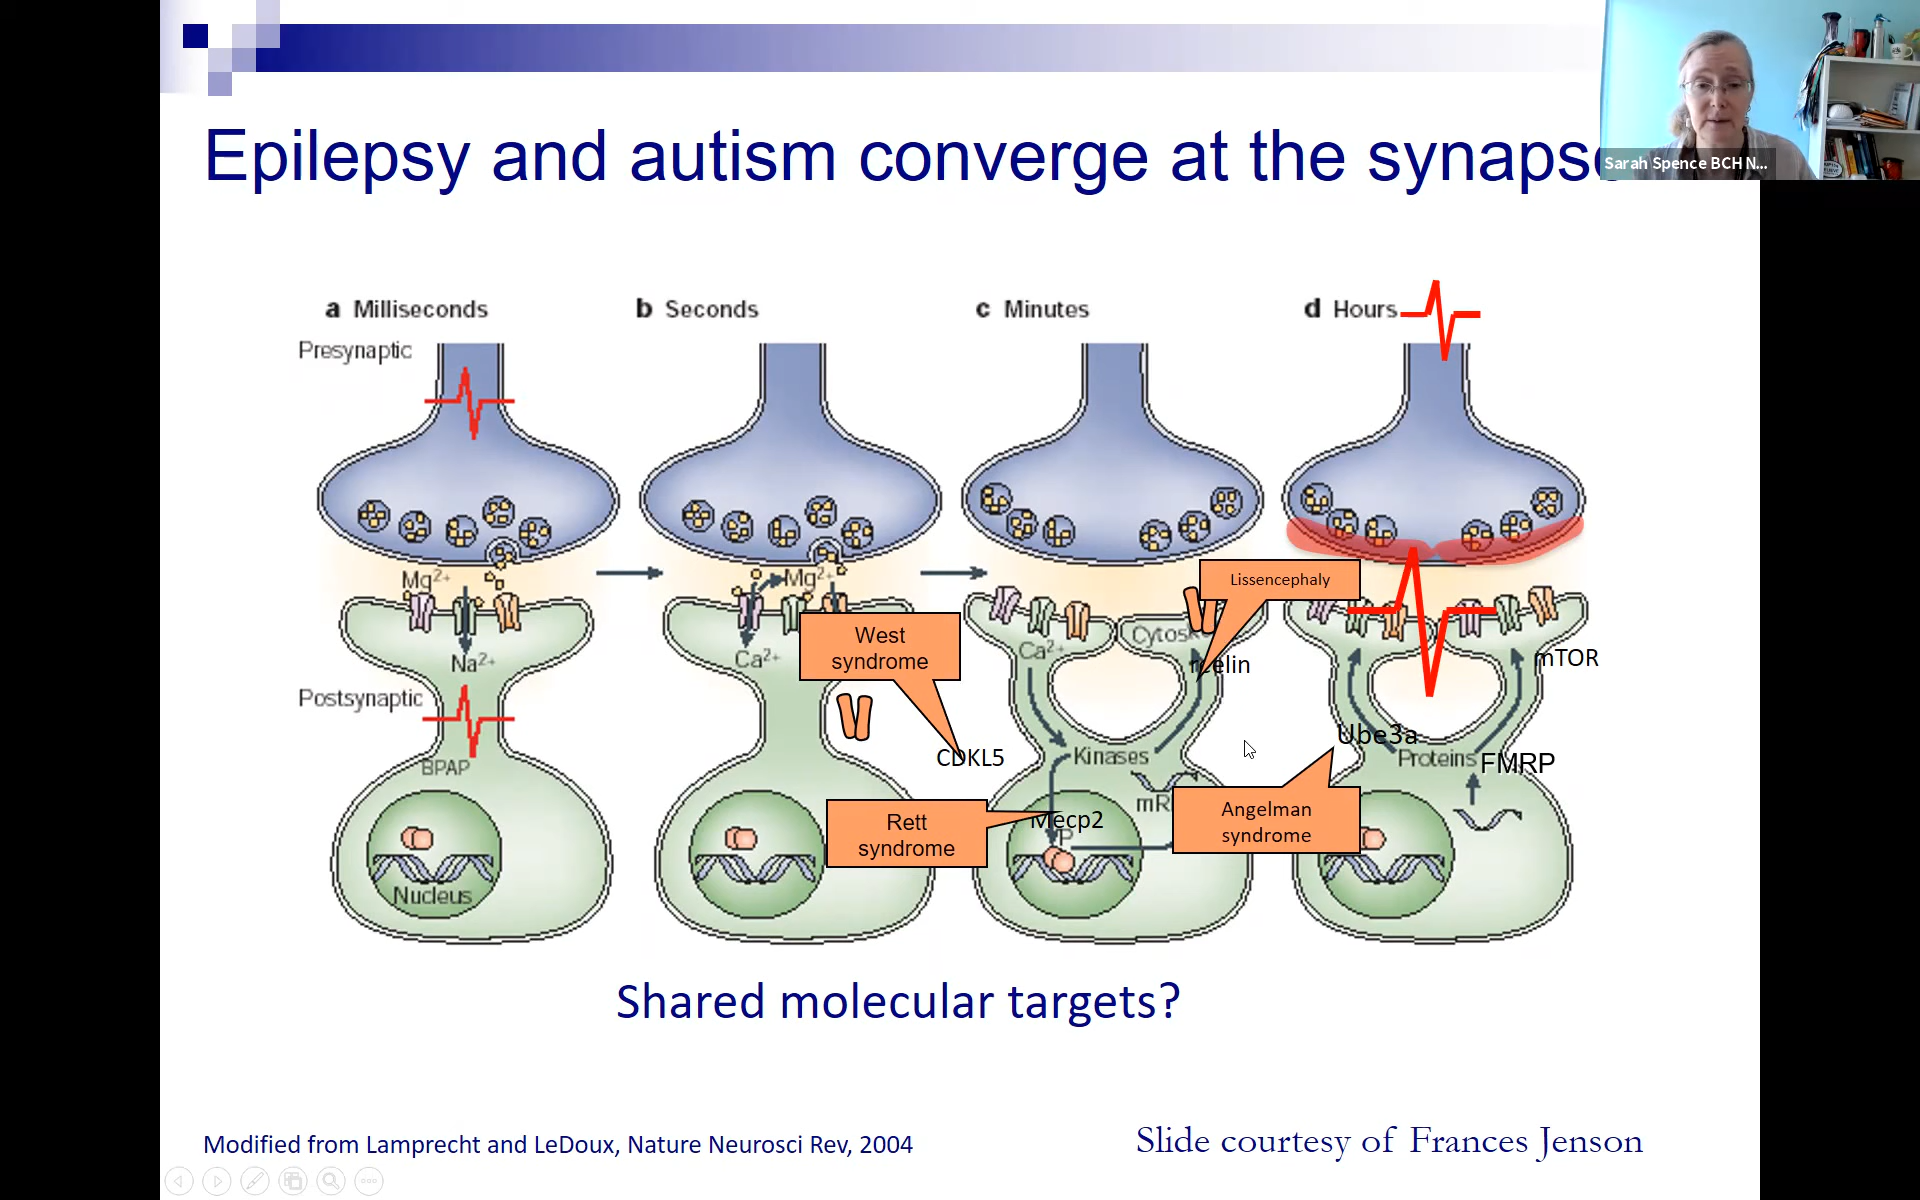 Epilepsy and autism converge at the synaps
Sarah Spence BCH N...
a Milliseconds
b Seconds
c Minutes
d Hours
Presynaptic
Mg2+
Mg2+
Lissencephaly
West
syndrome
Na2+
Ca2+
Ca2+
reelin
mTOR
Postsynaptic
BPAP
CDKL5
Kinases
Ube3a
Proteins
FMRP
Rett
syndrome
Mecp2
P
Angelman
syndrome
Nucleus
Shared molecular targets?
Modified from Lamprecht and LeDoux, Nature Neurosci Rev, 2004
Slide courtesy of Frances Jenson